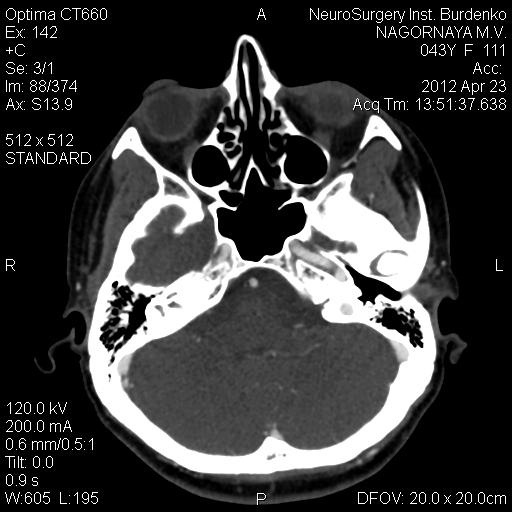 Optima CT660
Ex: 142
+C
Se: 3/1
Im: 88/374
Ax: S13.9
512 x 512
STANDARD
A
NeuroSurgery Inst. Burdenko
NAGORNAYA M.V.
043Y F 111
Acc:
2012 Apr 23
Acq Tm: 13:51:37.638
R
L
120.0 kV
200.0 mA
0.6 mm/0.5:1
Tilt: 0.0
0.9 s
W:605 L:195
P
DFOV: 20.0 x 20.0cm